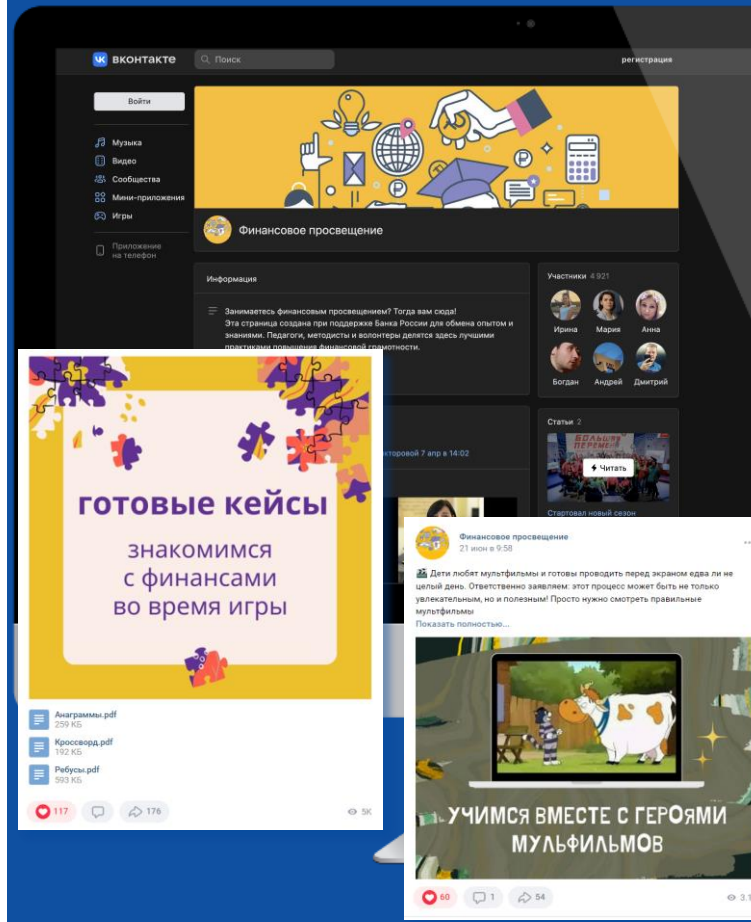 вконтакте
Поиск
регистрация
Войти
Музыка
Видео
Сообщества
Мини-приложения
Игры
Приложение
на телефон
Финансовое просвещение
Информация
Занимаетесь финансовым просвещением? Тогда вам сюда!
Эта страница создана при поддержке Банка России для обмена опытом и
знаниями. Педагоги, методисты и волонтеры делятся здесь лучшими
практиками повышения финансовой грамотности.
Участники 4 921
Ирина Мария Анна
Богдан Андрей Дмитрий
7 апр в 14:02
Статьи 2
БОЛЬШАЯ
ПЕРЕМЕНА
Читать
Стартовал новый сезон
готовые кейсы
знакомимся
с финансами
во время игры
Анаграммы.pdf
259 КБ
Кроссворд.pdf
192 КБ
Ребусы.pdf
593 КБ
117 176 5K
Финансовое просвещение
21 июн в 9:58
Дети любят мультфильмы и готовы проводить перед экраном едва ли не
целый день. Ответственно заявляем: этот процесс может быть не только
увлекательным, но и полезным! Просто нужно смотреть правильные
мультфильмы
Показать полностью...
УЧИМСЯ ВМЕСТЕ С ГЕРОЯМИ
МУЛЬФИЛЬМОВ
60 1 54